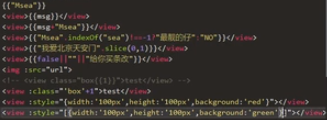 {{"Msea"}}
<view>{{msg}}</view>
<view>{{msg+"Msea"}}</view>
<view>{{"Msea".indexOf("sea")!==-1?"最靓的仔":"NO"}}</view>
<view>{{"我爱北京天安门".slice(0,1)}}</view>
<view>{{false||""||"给你买条改"}}</view>
<img :src="url">
<!-- <view class="box{{1}}">test</view> -->
<view :class="'box'+1">test</view>
<view :style="{width:'100px',height:'100px',background:'red'}"></view>
<view :style="[{width:'100px',height:'100px',background:'green'}]"></view>